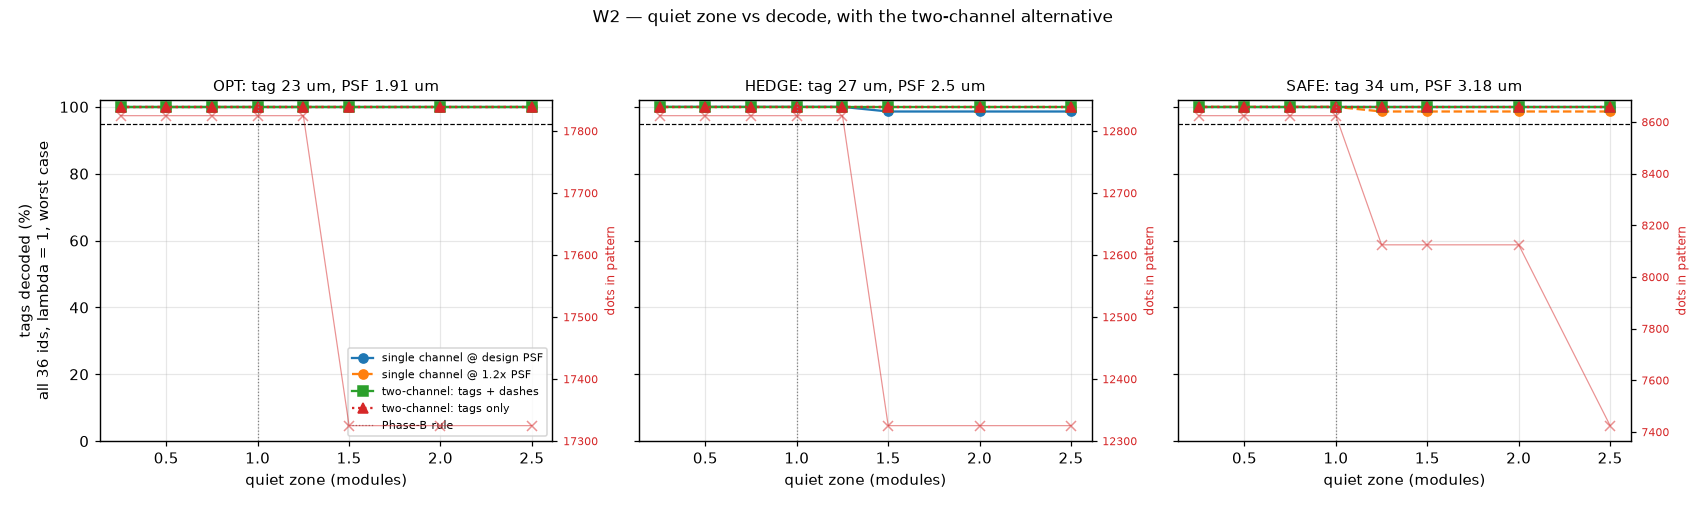 W2 — quiet zone vs decode, with the two-channel alternative
OPT: tag 23 um, PSF 1.91 um
tags decoded (%)
all 36 ids, lambda = 1, worst case
100
80
60
40
20
0
0.5 1.0 1.5 2.0 2.5
quiet zone (modules)
17800
17700
17600
17500
17400
17300
dots in pattern
single channel @ design PSF
single channel @ 1.2x PSF
two-channel: tags + dashes
two-channel: tags only
Phase-B rule
HEDGE: tag 27 um, PSF 2.5 um
0.5 1.0 1.5 2.0 2.5
quiet zone (modules)
12800
12700
12600
12500
12400
12300
dots in pattern
SAFE: tag 34 um, PSF 3.18 um
0.5 1.0 1.5 2.0 2.5
quiet zone (modules)
8600
8400
8200
8000
7800
7600
7400
dots in pattern